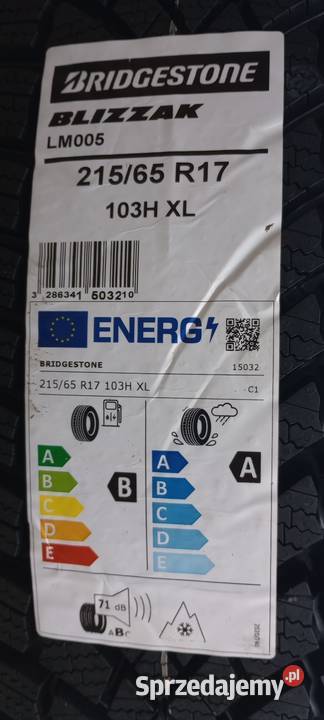 BRIDGESTONE
BLIZZAK
LM005
215/65 R17
103H XL
3 286341 503210
ENERG
BRIDGESTONE 15032
215/65 R17 103H XL C1
A A
B B
C C
D D
E E
B A
71 dB
ABC
Sprzedajemy.pl